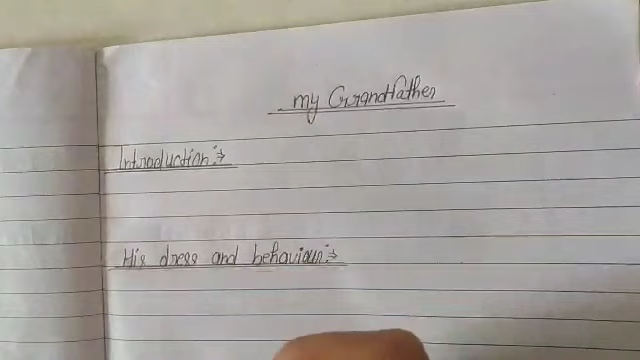 my Grandfather
Introduction:→
His dress and behaviour:→